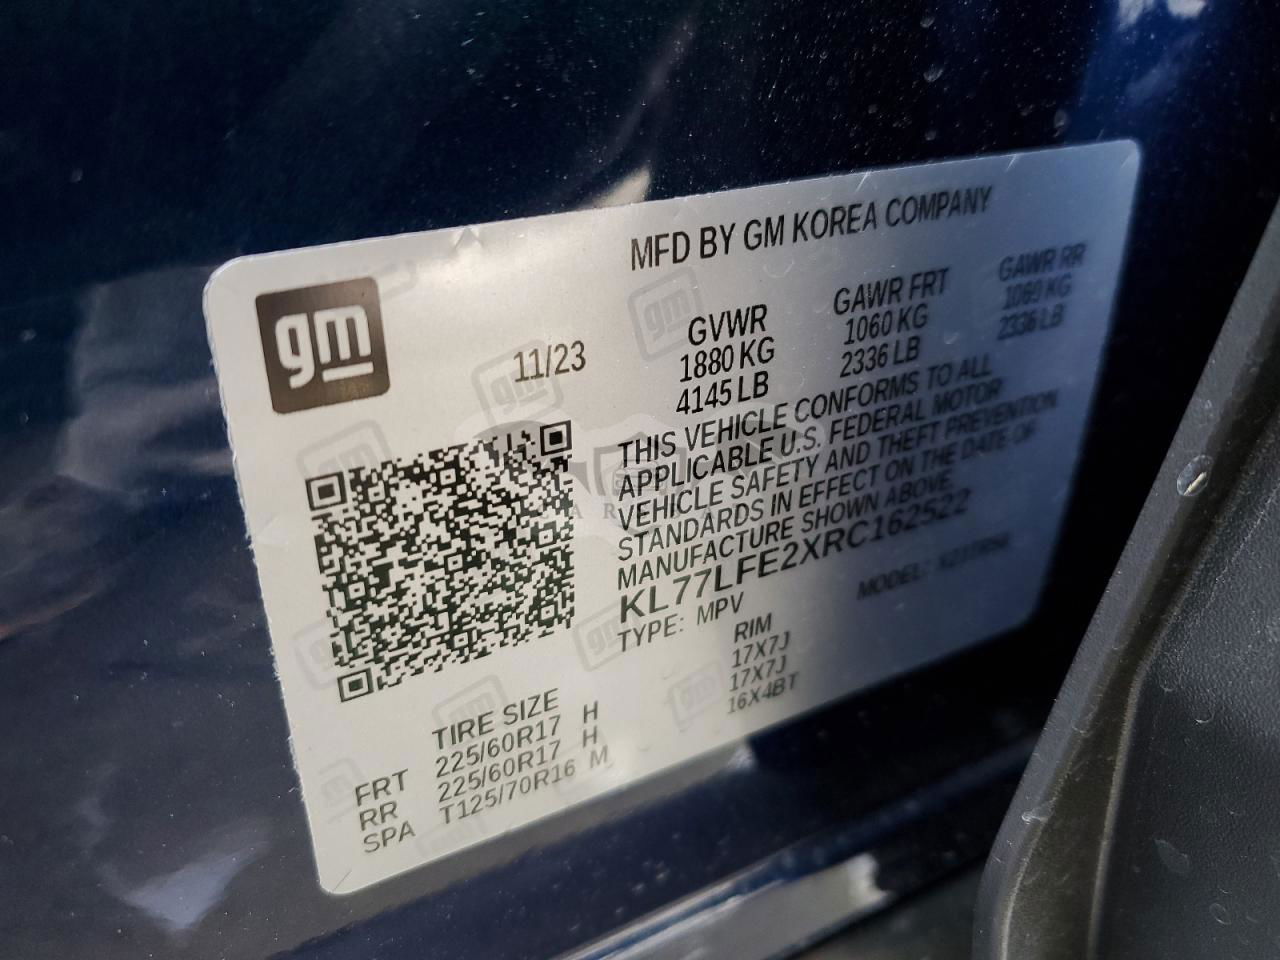 gm
MFD BY GM KOREA COMPANY
11/23
GVWR GAWR FRT GAWR RR
1880 KG 1060 KG 1060 KG
4145 LB 2336 LB 2336 LB
THIS VEHICLE CONFORMS TO ALL
APPLICABLE U.S. FEDERAL MOTOR
VEHICLE SAFETY AND THEFT PREVENTION
STANDARDS IN EFFECT ON THE DATE OF
MANUFACTURE SHOWN ABOVE.
KL77LFE2XRC162522
TYPE: MPV MODEL:
TIRE SIZE RIM
FRT 225/60R17 H 17X7J
RR 225/60R17 H 17X7J
SPA T125/70R16 M 16X4BT